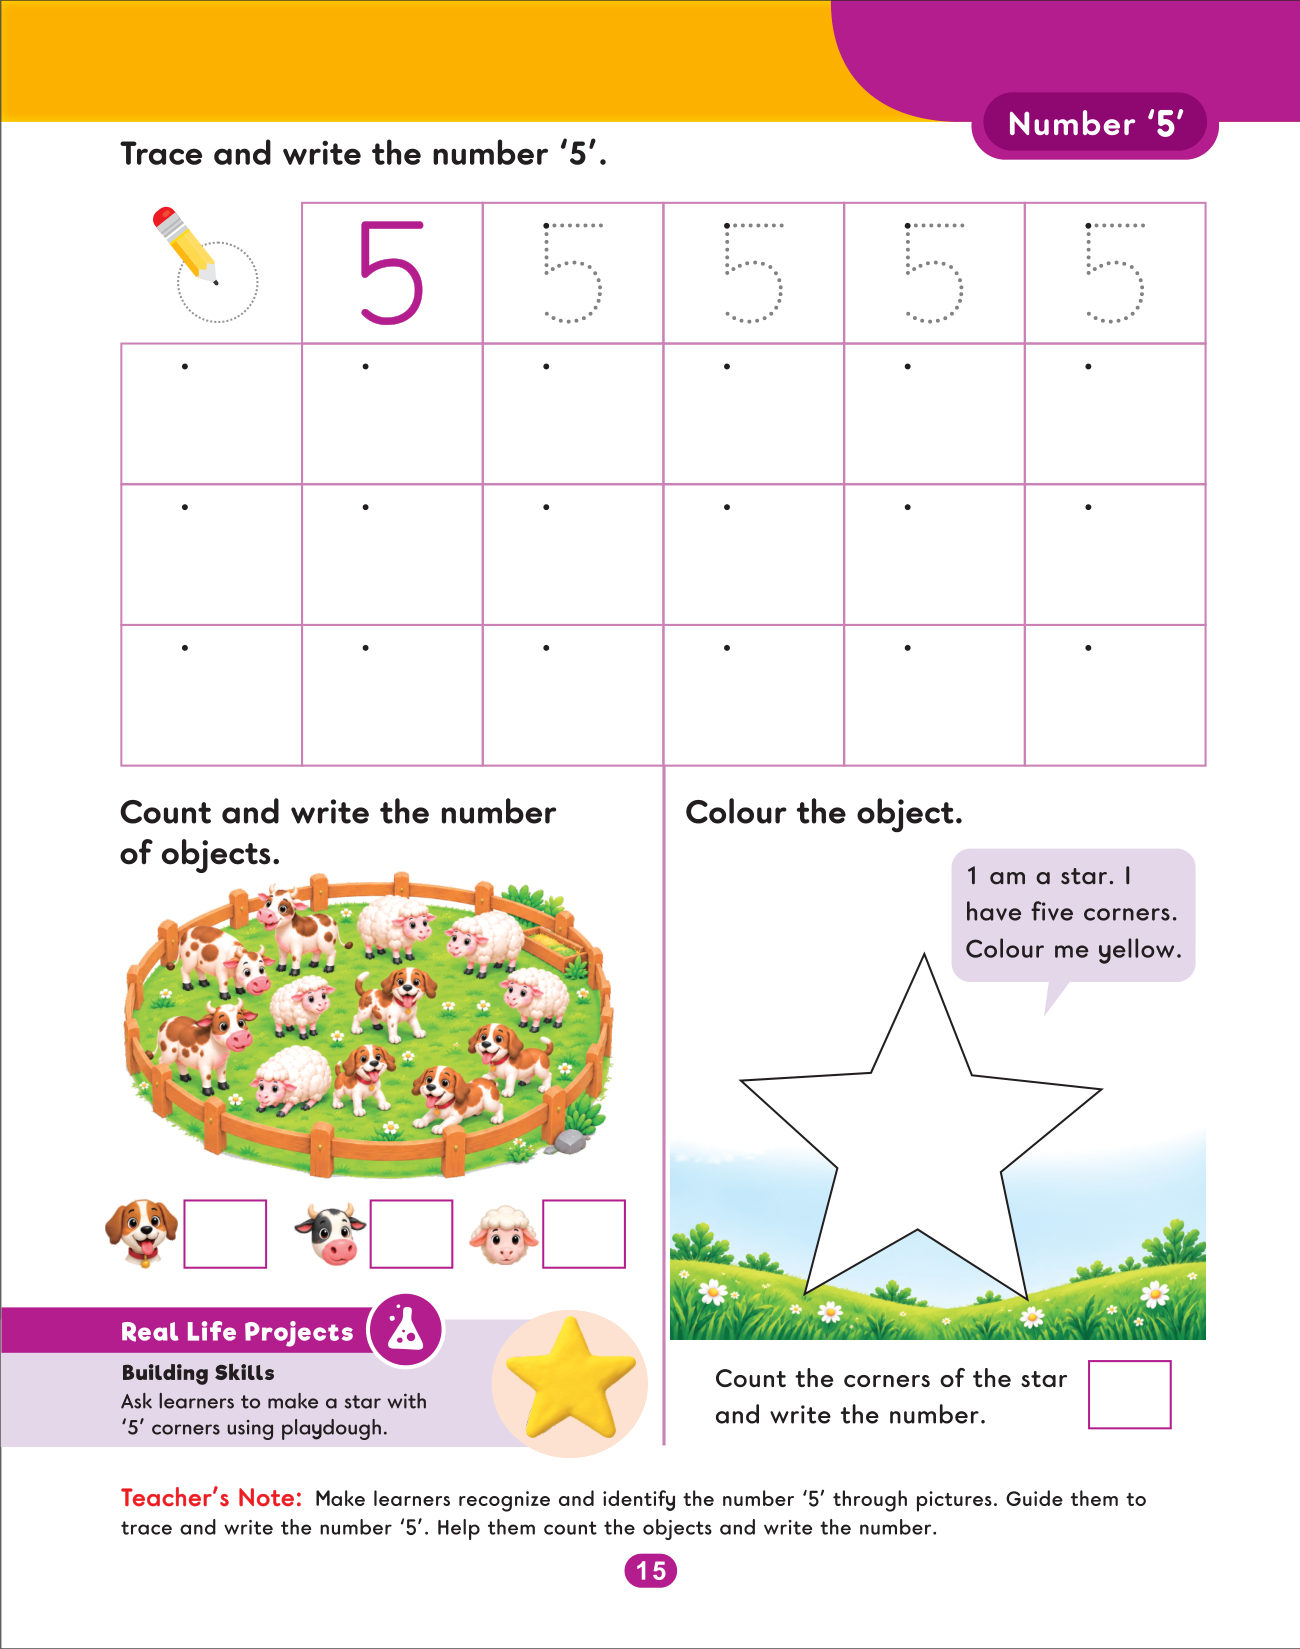 Number ‘5’
Trace and write the number ‘5’.
5 5 5 5 5
Count and write the number
of objects.
Colour the object.
1 am a star. I
have five corners.
Colour me yellow.
Real Life Projects
Building Skills
Ask learners to make a star with
‘5’ corners using playdough.
Count the corners of the star
and write the number.
Teacher’s Note: Make learners recognize and identify the number ‘5’ through pictures. Guide them to
trace and write the number ‘5’. Help them count the objects and write the number.
15